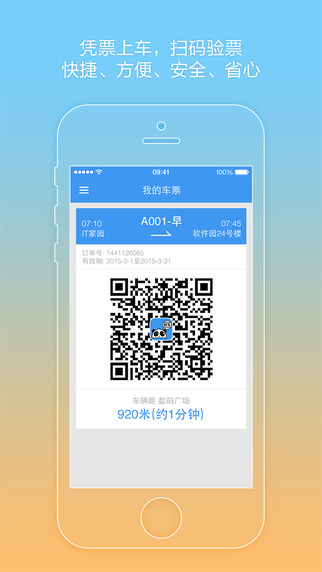 凭票上车，扫码验票
快捷、方便、安全、省心
09:41
100%
我的车票
A001-早
07:10
07:45
IT家园
软件园24号楼
订单号: 1441126065
有效期: 2015-3-1至2015-3-31
车辆距 数码广场
920米(约1分钟)